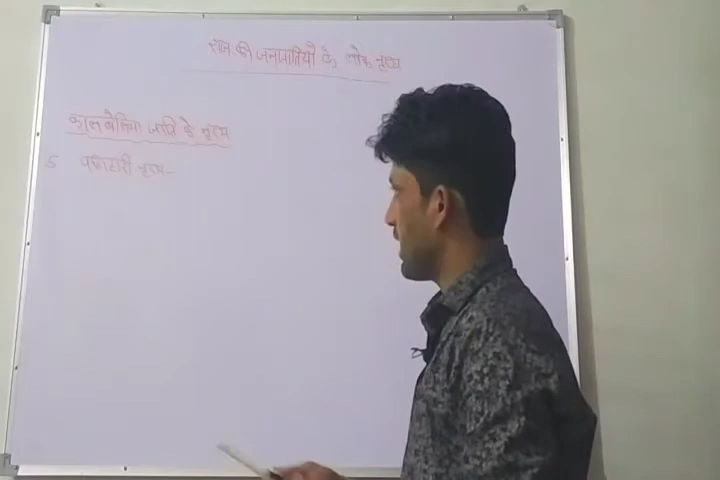 राज. की जनजातियों के लोक नृत्य
कालबेलिया जाति के नृत्य
5 पणिहारी नृत्य-